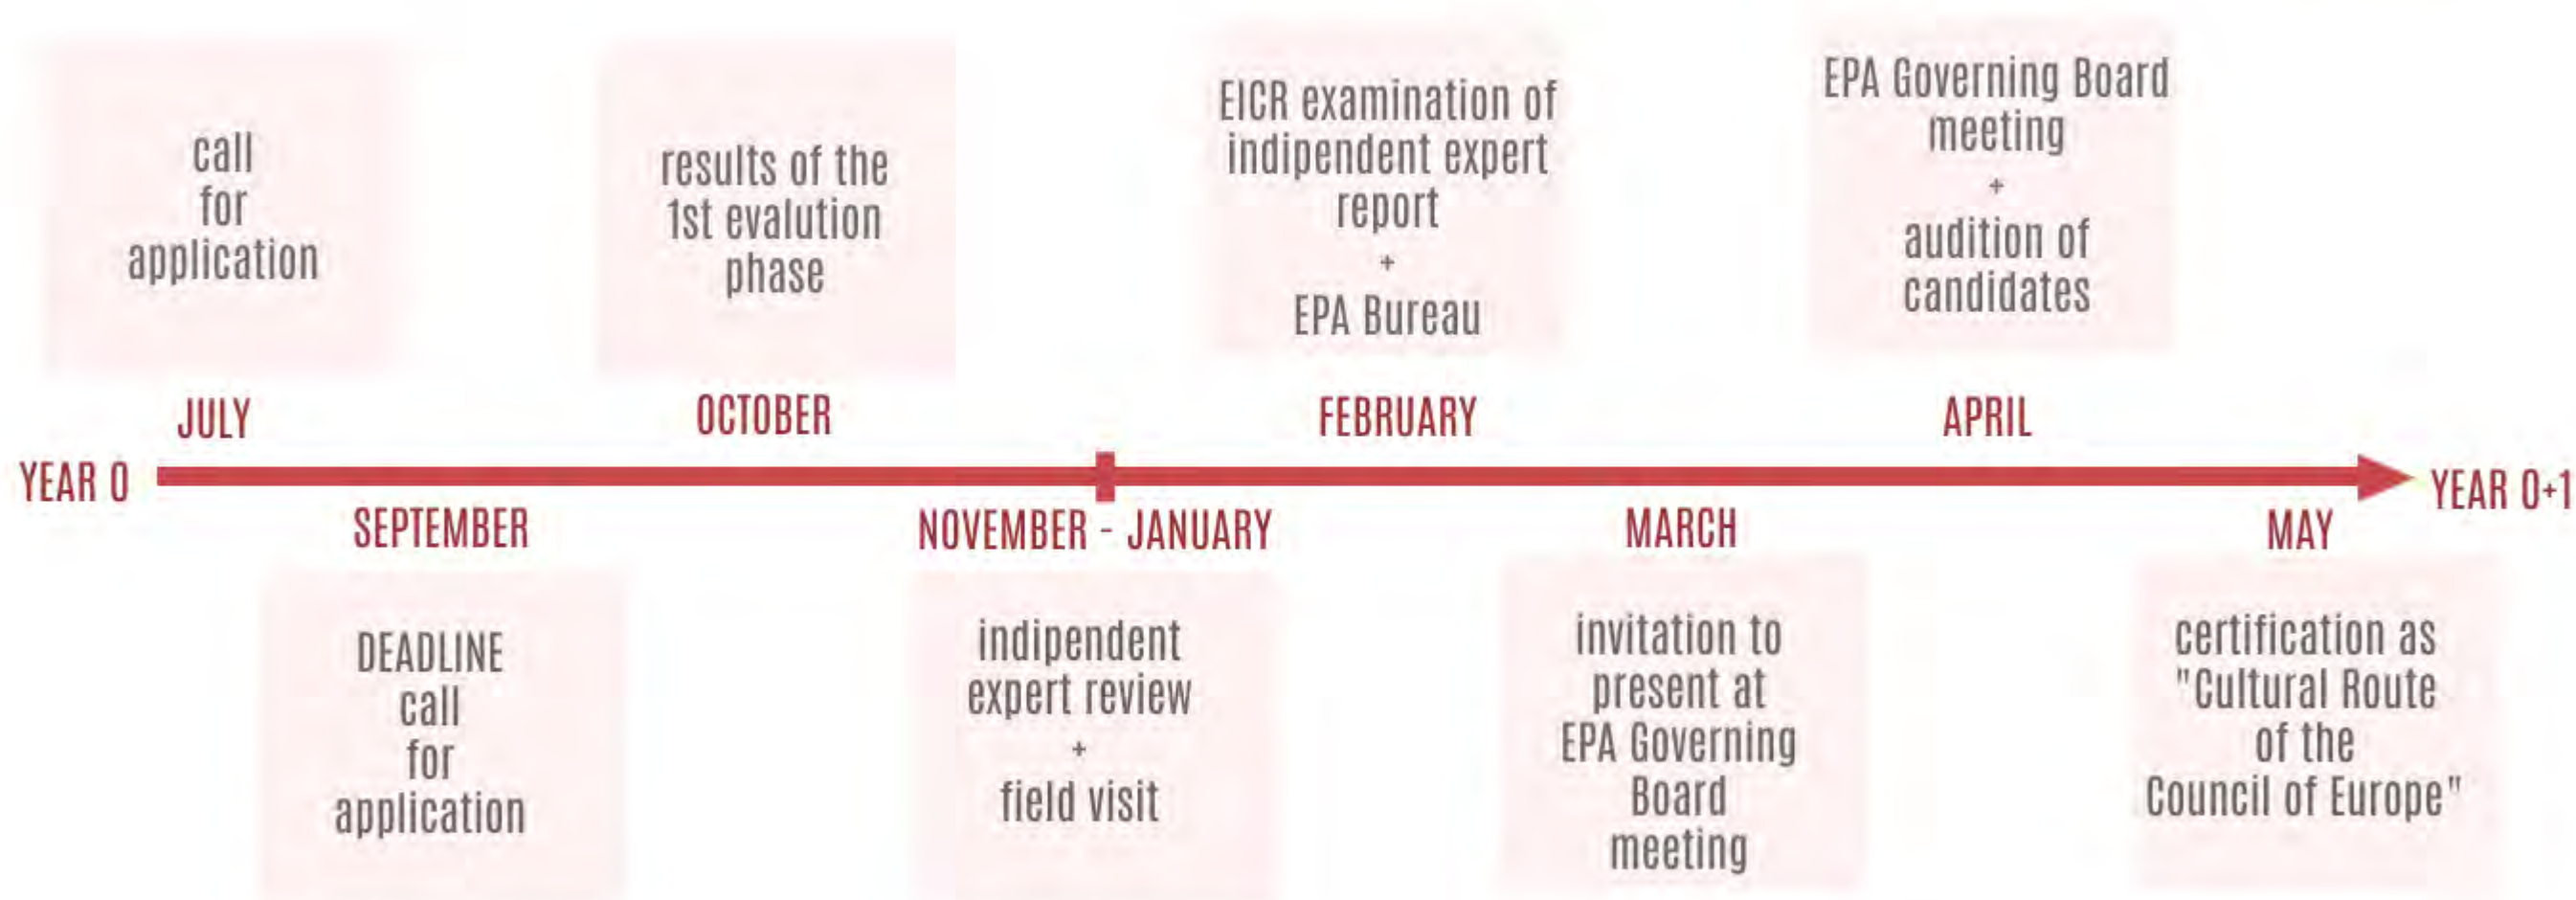 call
for
application
results of the
1st evalution
phase
EICR examination of
indipendent expert
report
+
EPA Bureau
EPA Governing Board
meeting
+
audition of
candidates
JULY
OCTOBER
FEBRUARY
APRIL
YEAR 0
YEAR 0+1
SEPTEMBER
NOVEMBER - JANUARY
MARCH
MAY
DEADLINE
call
for
application
indipendent
expert review
+
field visit
invitation to
present at
EPA Governing
Board
meeting
certification as
"Cultural Route
of the
Council of Europe"